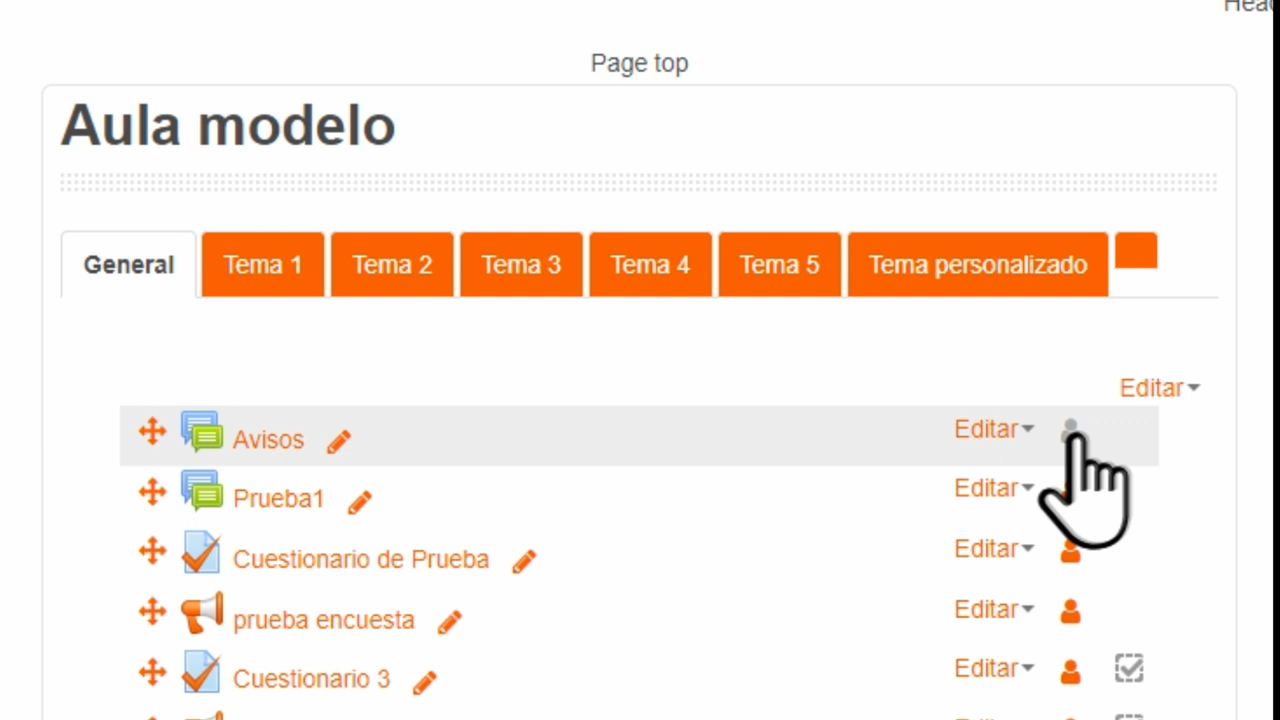 Page top
Aula modelo
General Tema 1 Tema 2 Tema 3 Tema 4 Tema 5 Tema personalizado
Editar
Avisos Editar
Prueba1 Editar
Cuestionario de Prueba Editar
prueba encuesta Editar
Cuestionario 3 Editar